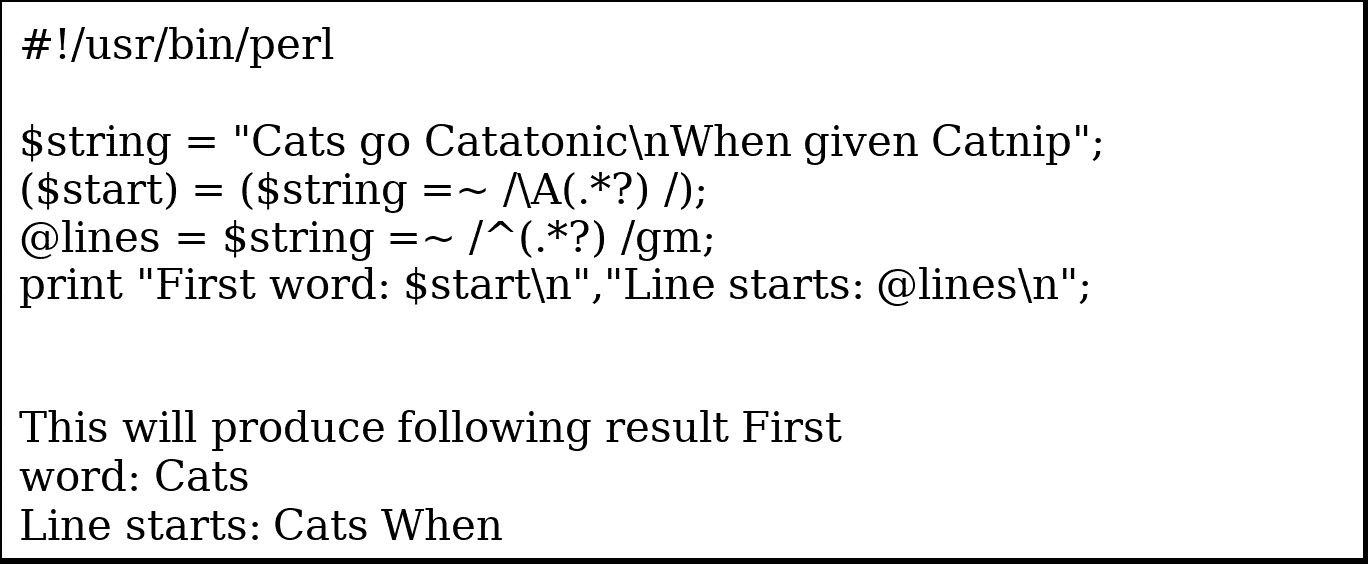 #!/usr/bin/perl
$string = "Cats go Catatonic\nWhen given Catnip";
($start) = ($string =~ /\A(.*?) /);
@lines = $string =~ /^(.*?) /gm;
print "First word: $start\n","Line starts: @lines\n";
This will produce following result First
word: Cats
Line starts: Cats When